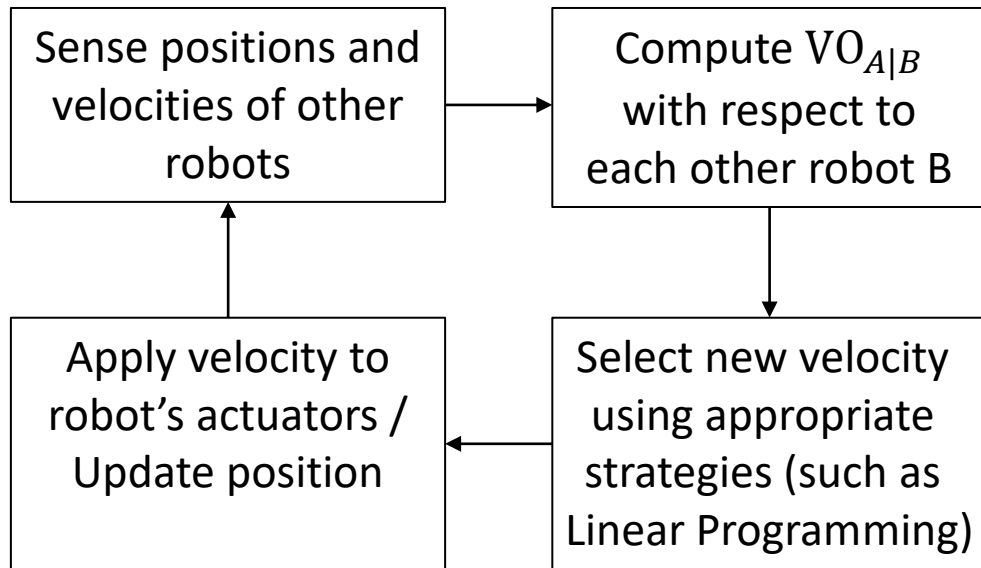 Sense positions and
velocities of other
robots
Compute VO_{A|B}
with respect to
each other robot B
Apply velocity to
robot’s actuators /
Update position
Select new velocity
using appropriate
strategies (such as
Linear Programming)